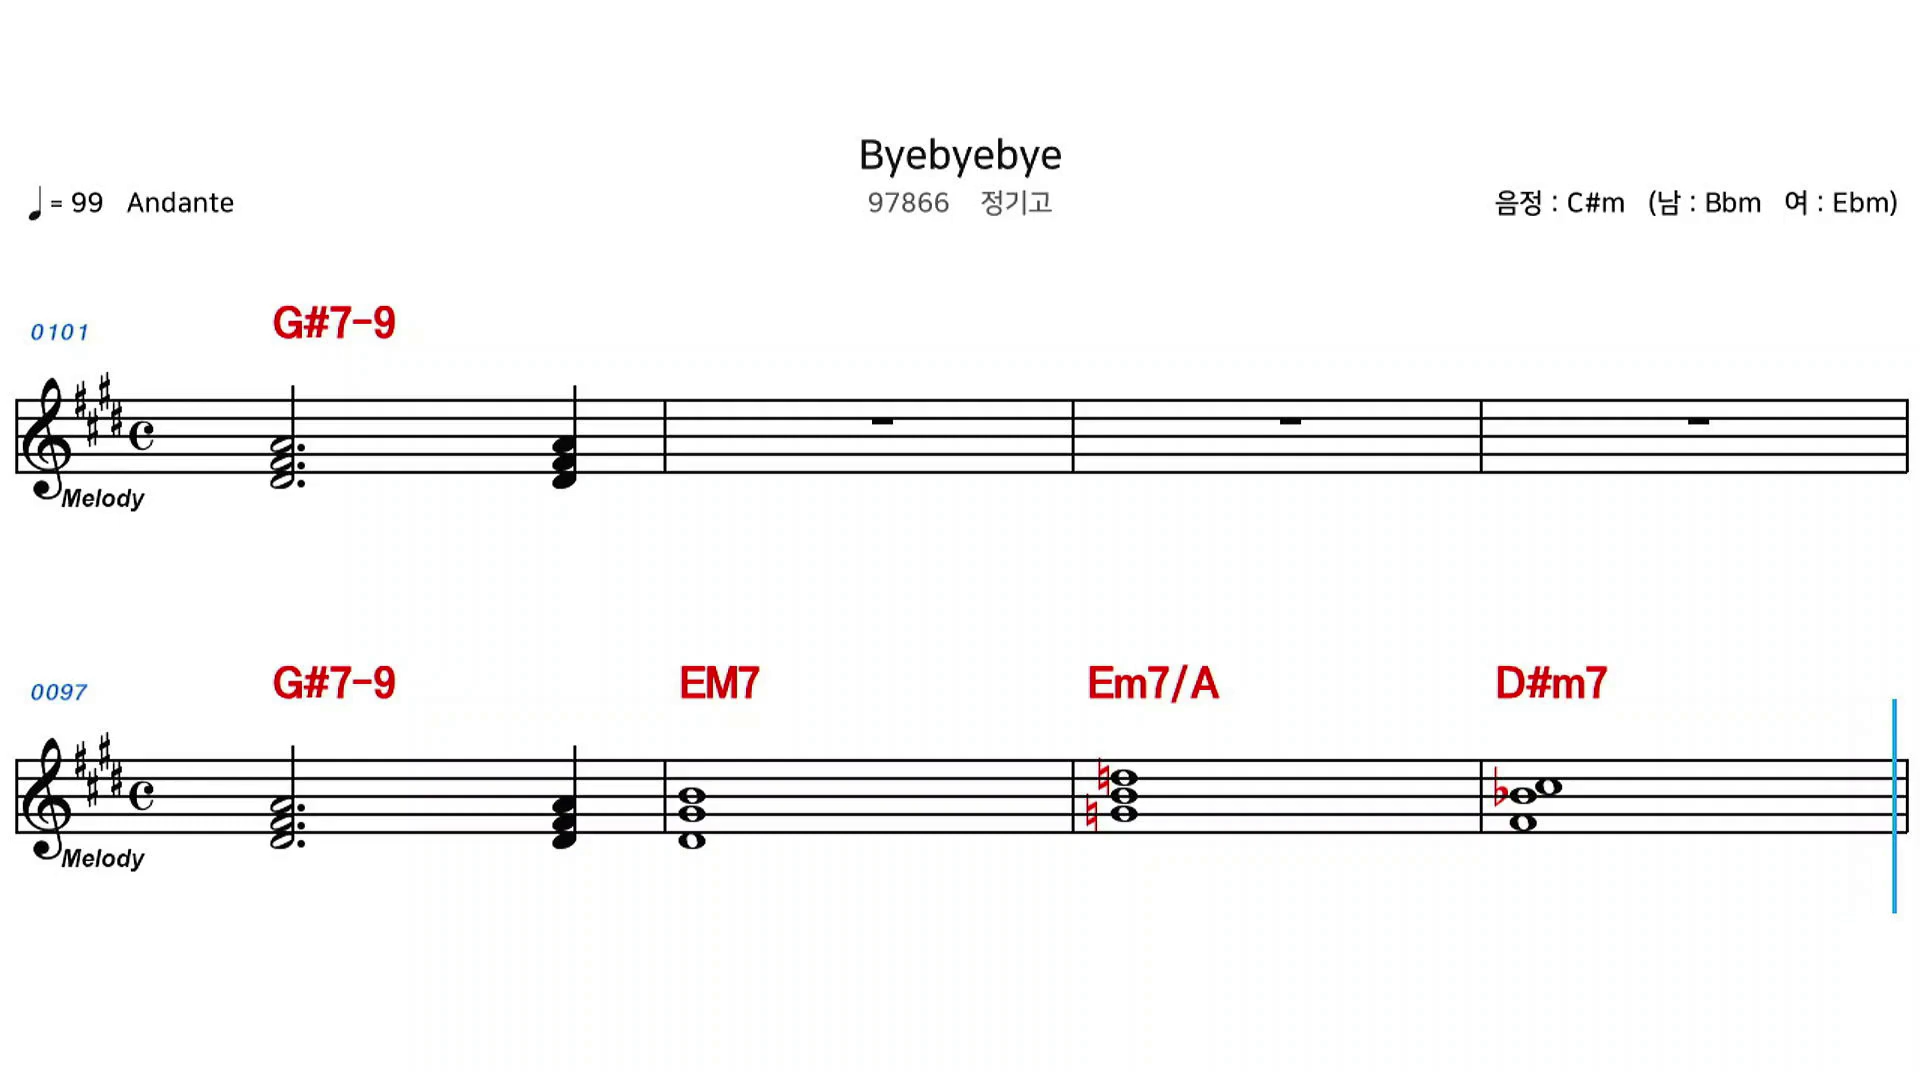 Byebyebye
= 99 Andante
97866 정기고
음정 : C#m (남 : Bbm 여 : Ebm)
0101
G#7-9
Melody
0097
G#7-9 EM7 Em7/A D#m7
Melody